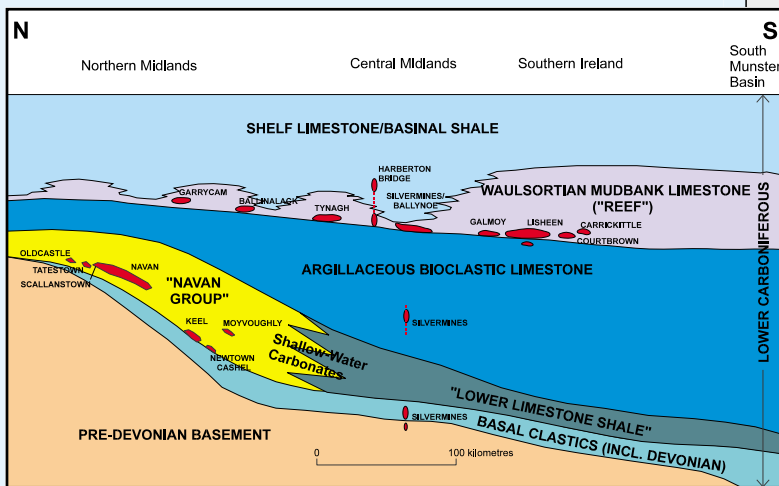 N
S
Northern Midlands
Central Midlands
Southern Ireland
South
Munster
Basin
SHELF LIMESTONE/BASINAL SHALE
HARBERTON
BRIDGE
GARRYCAM
BALLINALACK
TYNAGH
SILVERMINES/
BALLYNOE
WAULSORTIAN MUDBANK LIMESTONE
("REEF")
GALMOY
LISHEEN
CARRICKITTLE
COURTBROWN
OLDCASTLE
TATESTOWN
SCALLANSTOWN
NAVAN
"NAVAN
GROUP"
ARGILLACEOUS BIOCLASTIC LIMESTONE
KEEL
MOYVOUGHLY
NEWTOWN
CASHEL
SILVERMINES
Shallow-Water
Carbonates
"LOWER LIMESTONE SHALE"
SILVERMINES
BASAL CLASTICS (INCL. DEVONIAN)
PRE-DEVONIAN BASEMENT
0
100 kilometres
LOWER CARBONIFEROUS